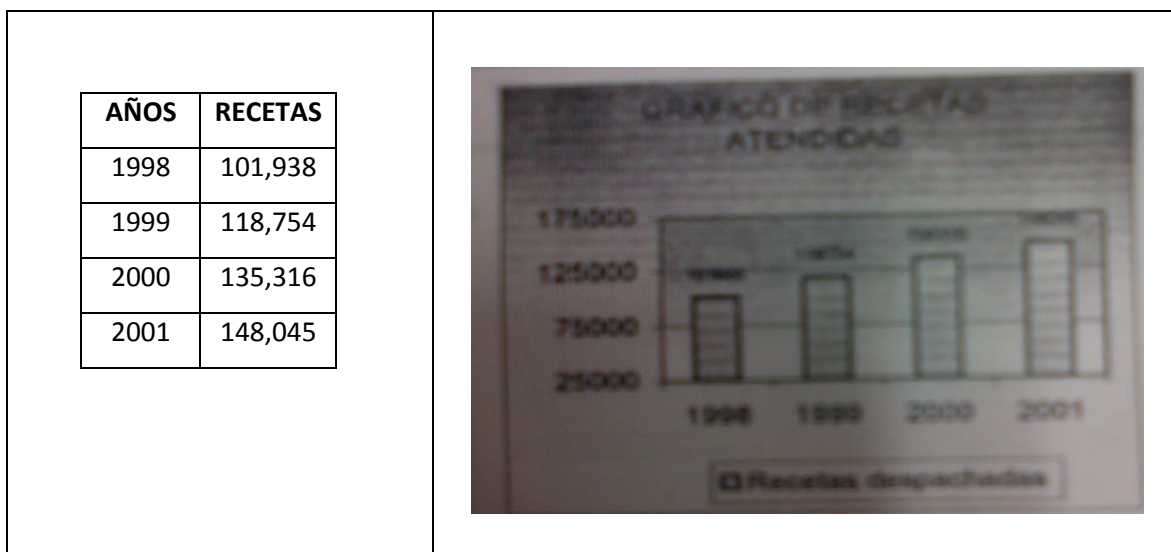 AÑOS RECETAS
1998 101,938
1999 118,754
2000 135,316
2001 148,045
GRAFICO DE RECETAS
ATENDIDAS
175000
125000
75000
25000
118754
1998 1999 2000 2001
Recetas despachadas